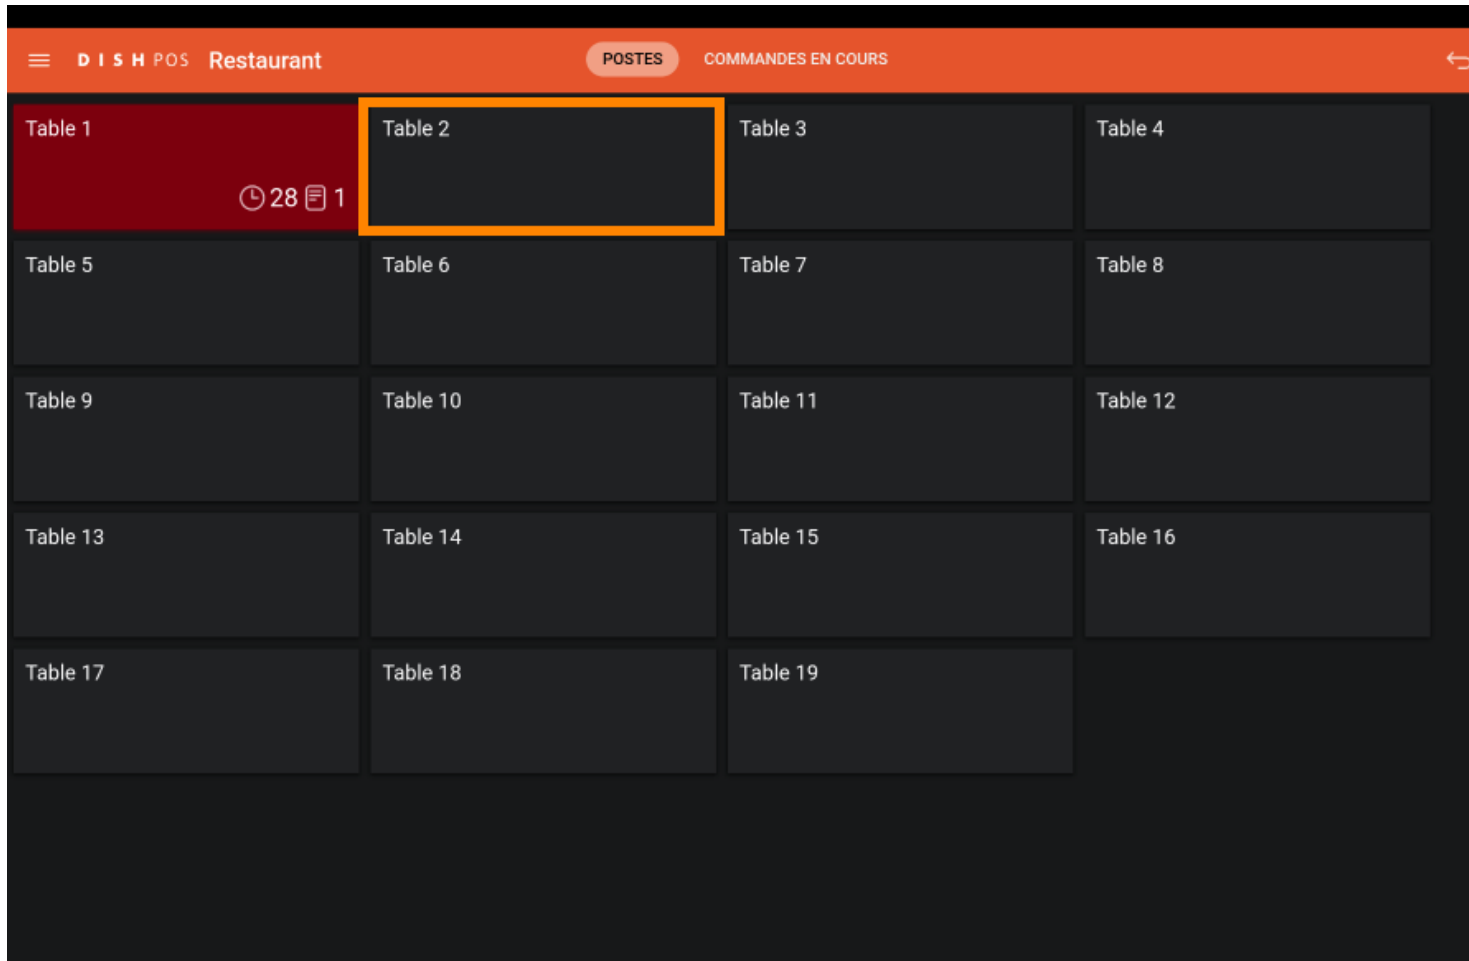 DISH POS Restaurant POSTES COMMANDES EN COURS
Table 1 Table 2 Table 3 Table 4
28 1
Table 5 Table 6 Table 7 Table 8
Table 9 Table 10 Table 11 Table 12
Table 13 Table 14 Table 15 Table 16
Table 17 Table 18 Table 19